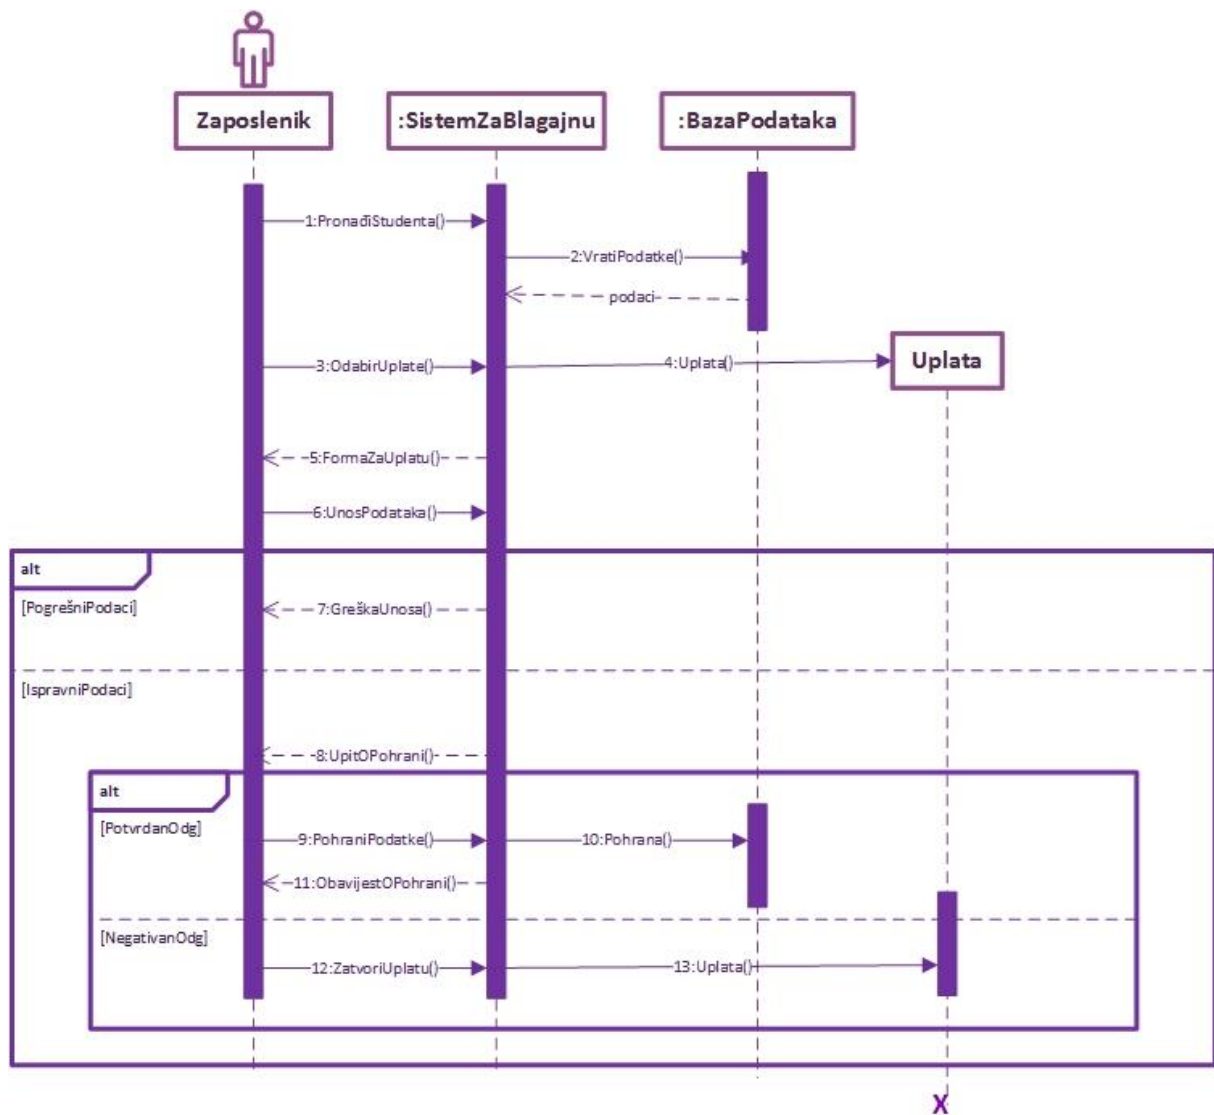 Zaposlenik
:SistemZaBlagajnu
:BazaPodataka
1:PronađiStudenta()
2:VratiPodatke()
podaci
3:OdabirUplate()
4:Uplata()
Uplata
5:FormaZaUplatu()
6:UnosPodataka()
alt
[PogrešniPodaci]
7:GreškaUnosa()
[IspravniPodaci]
8:UpitOPohrani()
alt
[PotvrdanOdg]
9:PohraniPodatke()
10:Pohrana()
11:ObavijestOPohrani()
[NegativanOdg]
12:ZatvoriUplatu()
13:Uplata()
X